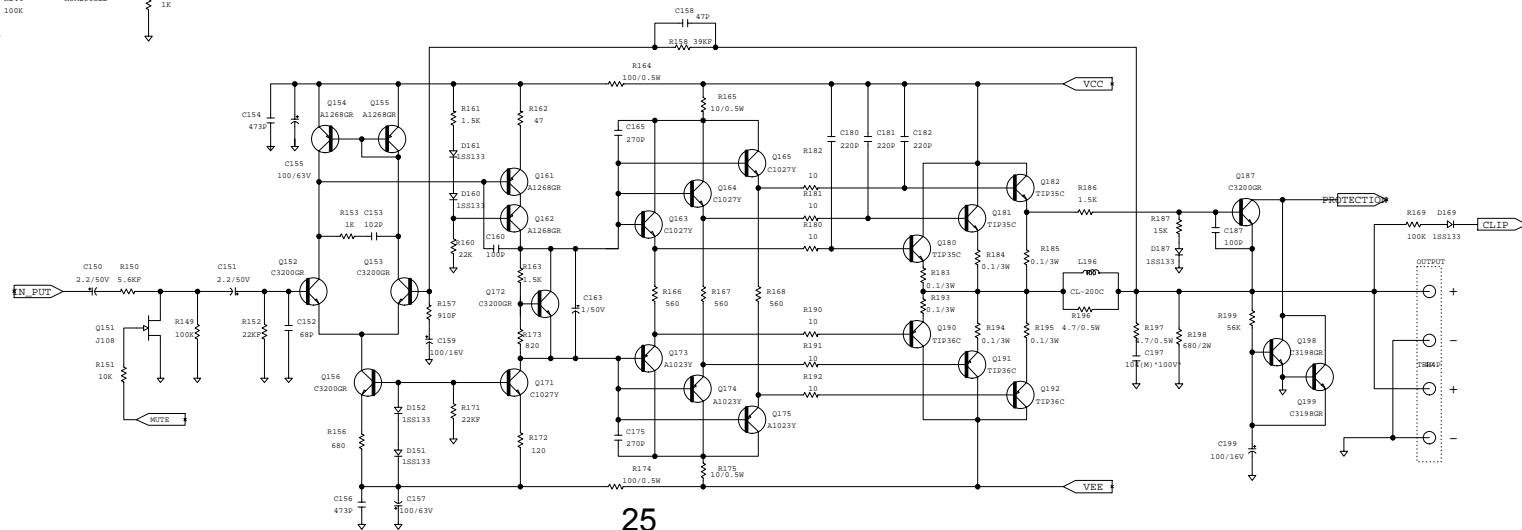 100K
1K
C158
47P
R158 39KF
R164
100/0.5W
VCC
R165
10/0.5W
Q154
A1268GR
Q155
A1268GR
C154
473P
C155
100/63V
R161
1.5K
R162
47
D161
1SS133
D160
1SS133
Q161
A1268GR
Q162
A1268GR
R160
22K
C160
100P
C165
270P
Q165
C1027Y
Q164
C1027Y
Q163
C1027Y
R182
10
R181
10
R180
10
C180
220P
C181
220P
C182
220P
Q182
TIP35C
Q181
TIP35C
Q180
TIP35C
R186
1.5K
Q187
C3200GR
PROTECTION
R187
15K
D187
1SS133
C187
100P
R169
100K
D169
1SS133
CLIP
R153
1K
C153
102P
Q152
C3200GR
Q153
C3200GR
IN_PUT
C150
2.2/50V
R150
5.6KF
C151
2.2/50V
Q151
J108
R151
10K
MUTE
R149
100K
R152
22KF
C152
68P
R157
910F
C159
100/16V
R163
1.5K
Q172
C3200GR
R173
820
C163
1/50V
R166
560
R167
560
R168
560
R183
0.1/3W
R193
0.1/3W
R184
0.1/3W
R185
0.1/3W
R194
0.1/3W
R195
0.1/3W
L196
CL-200C
R196
4.7/0.5W
R197
4.7/0.5W
C197
104(M)*100V
R198
680/2W
R199
56K
Q198
C3198GR
Q199
C3198GR
C199
100/16V
OUTPUT
+
-
+
-
R190
10
R191
10
R192
10
Q190
TIP36C
Q191
TIP36C
Q192
TIP36C
Q173
A1023Y
Q174
A1023Y
Q175
A1023Y
C175
270P
Q156
C3200GR
R156
680
D152
1SS133
D151
1SS133
R171
22KF
Q171
C1027Y
R172
120
R174
100/0.5W
R175
10/0.5W
VEE
C156
473P
C157
100/63V
25